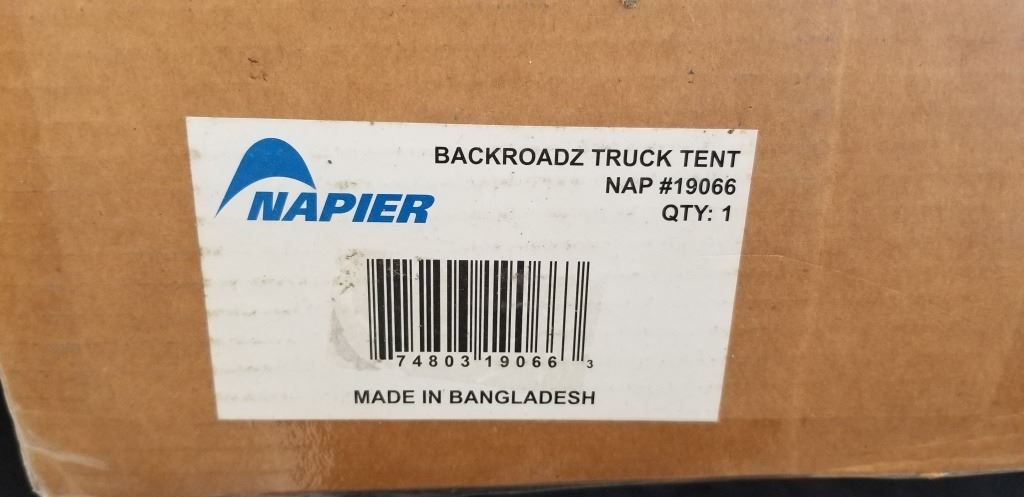 NAPIER
BACKROADZ TRUCK TENT
NAP #19066
QTY: 1
74803 19066 3
MADE IN BANGLADESH